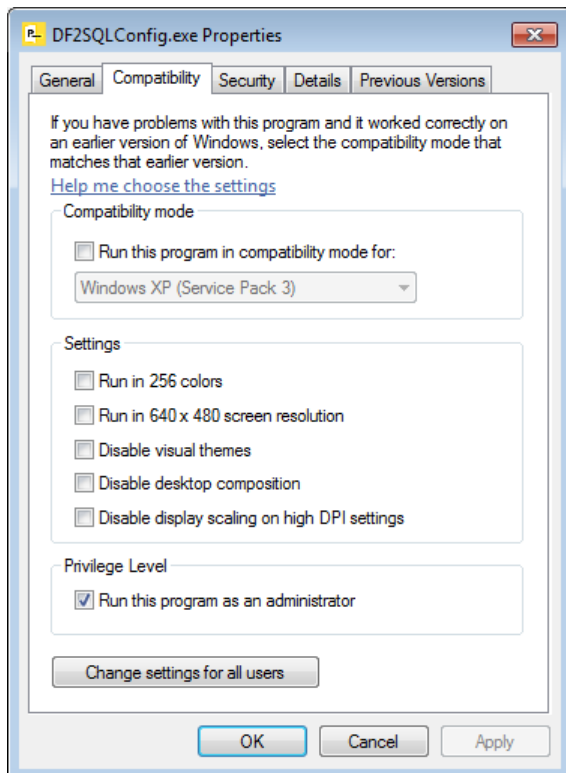 DF2SQLConfig.exe Properties
General
Compatibility
Security
Details
Previous Versions
If you have problems with this program and it worked correctly on
an earlier version of Windows, select the compatibility mode that
matches that earlier version.
Help me choose the settings
Compatibility mode
Run this program in compatibility mode for:
Windows XP (Service Pack 3)
Settings
Run in 256 colors
Run in 640 x 480 screen resolution
Disable visual themes
Disable desktop composition
Disable display scaling on high DPI settings
Privilege Level
Run this program as an administrator
Change settings for all users
OK
Cancel
Apply